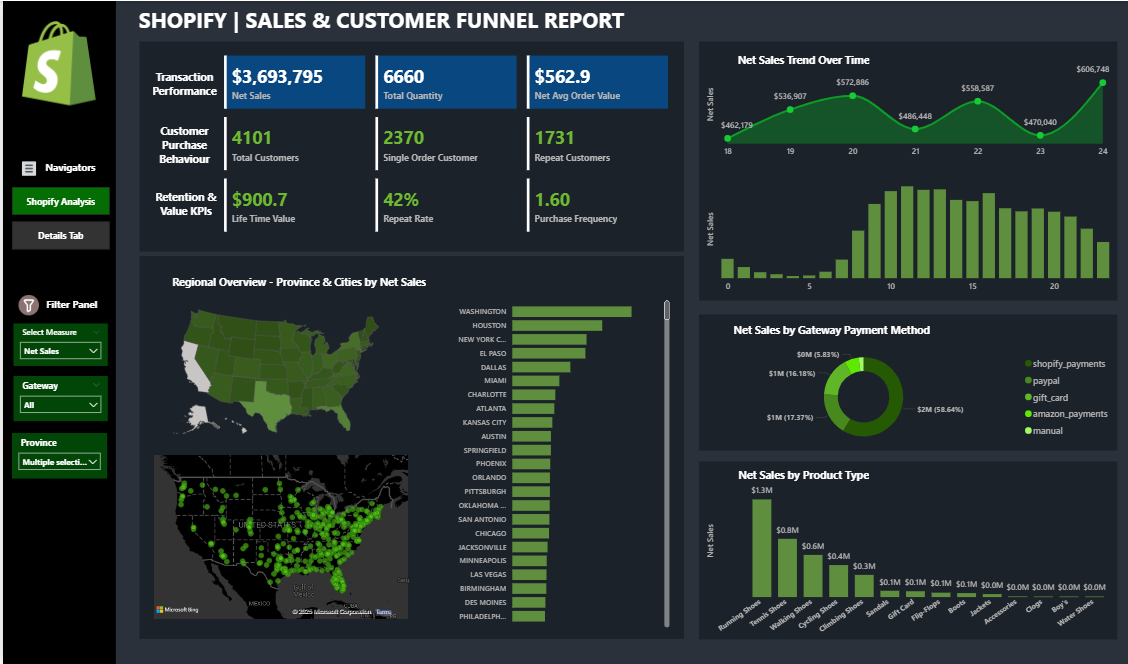 SHOPIFY | SALES & CUSTOMER FUNNEL REPORT
Navigators
Shopify Analysis
Details Tab
Filter Panel
Select Measure
Net Sales
Gateway
All
Province
Multiple selecti...
Transaction
Performance
$3,693,795
Net Sales
6660
Total Quantity
$562.9
Net Avg Order Value
Customer
Purchase
Behaviour
4101
Total Customers
2370
Single Order Customer
1731
Repeat Customers
Retention &
Value KPIs
$900.7
Life Time Value
42%
Repeat Rate
1.60
Purchase Frequency
Regional Overview - Province & Cities by Net Sales
UNITED STATES
Gulf of
Mexico
MEXICO
CUBA
Microsoft Bing
© 2025 Microsoft Corporation Terms
WASHINGTON
HOUSTON
NEW YORK C...
EL PASO
DALLAS
MIAMI
CHARLOTTE
ATLANTA
KANSAS CITY
AUSTIN
SPRINGFIELD
PHOENIX
ORLANDO
PITTSBURGH
OKLAHOMA ...
SAN ANTONIO
CHICAGO
JACKSONVILLE
MINNEAPOLIS
LAS VEGAS
BIRMINGHAM
DES MOINES
PHILADELPH...
Net Sales Trend Over Time
Net Sales
$462,179
$536,907
$572,886
$486,448
$558,587
$470,040
$606,748
18 19 20 21 22 23 24
Net Sales
0 5 10 15 20
Net Sales by Gateway Payment Method
$0M (5.83%)
$1M (16.18%)
$1M (17.37%)
$2M (58.64%)
shopify_payments
paypal
gift_card
amazon_payments
manual
Net Sales by Product Type
Net Sales
$1.3M
$0.8M
$0.6M
$0.4M
$0.3M
$0.1M
$0.1M
$0.1M
$0.1M
$0.0M
$0.0M
$0.0M
$0.0M
$0.0M
Running Shoes
Tennis Shoes
Walking Shoes
Cycling Shoes
Climbing Shoes
Sandals
Gift Card
Flip-Flops
Boots
Jackets
Accessories
Clogs
Boy's
Water Shoes